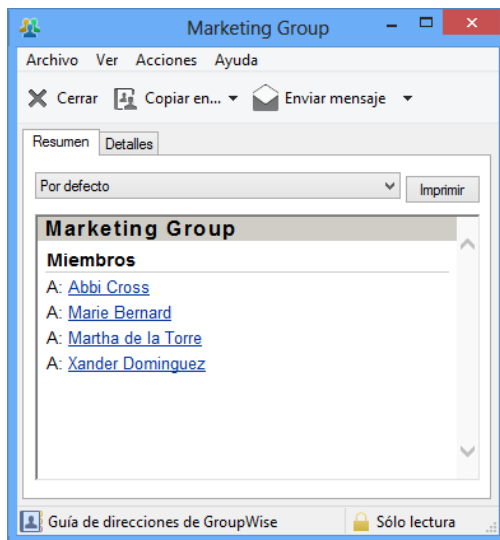 Marketing Group
Archivo Ver Acciones Ayuda
Cerrar Copiar en... Enviar mensaje
Resumen Detalles
Por defecto Imprimir
Marketing Group
Miembros
A: Abbi Cross
A: Marie Bernard
A: Martha de la Torre
A: Xander Dominguez
Guía de direcciones de GroupWise Sólo lectura